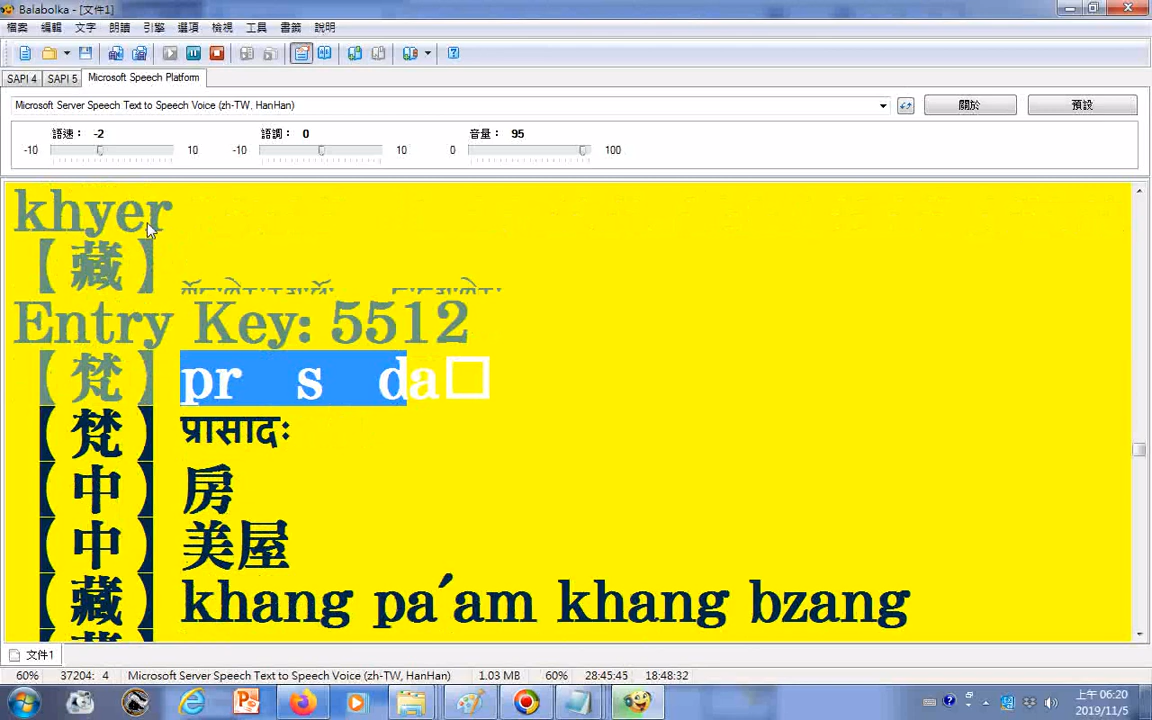 Balabolka - [文件1]
檔案 編輯 文字 朗讀 引擎 選項 檢視 工具 書籤 說明
SAPI 4 SAPI 5 Microsoft Speech Platform
Microsoft Server Speech Text to Speech Voice (zh-TW, HanHan) 關於 預設
語速： -2 語調： 0 音量： 95
-10 10 -10 10 0 100
khyer
【藏】
Entry Key: 5512
【梵】 pr s da□
【梵】 प्रासादः
【中】 房
【中】 美屋
【藏】 khang pa'am khang bzang
文件1
60% 37204: 4 Microsoft Server Speech Text to Speech Voice (zh-TW, HanHan) 1.03 MB 60% 28:45:45 18:48:32
上午 06:20
2019/11/5